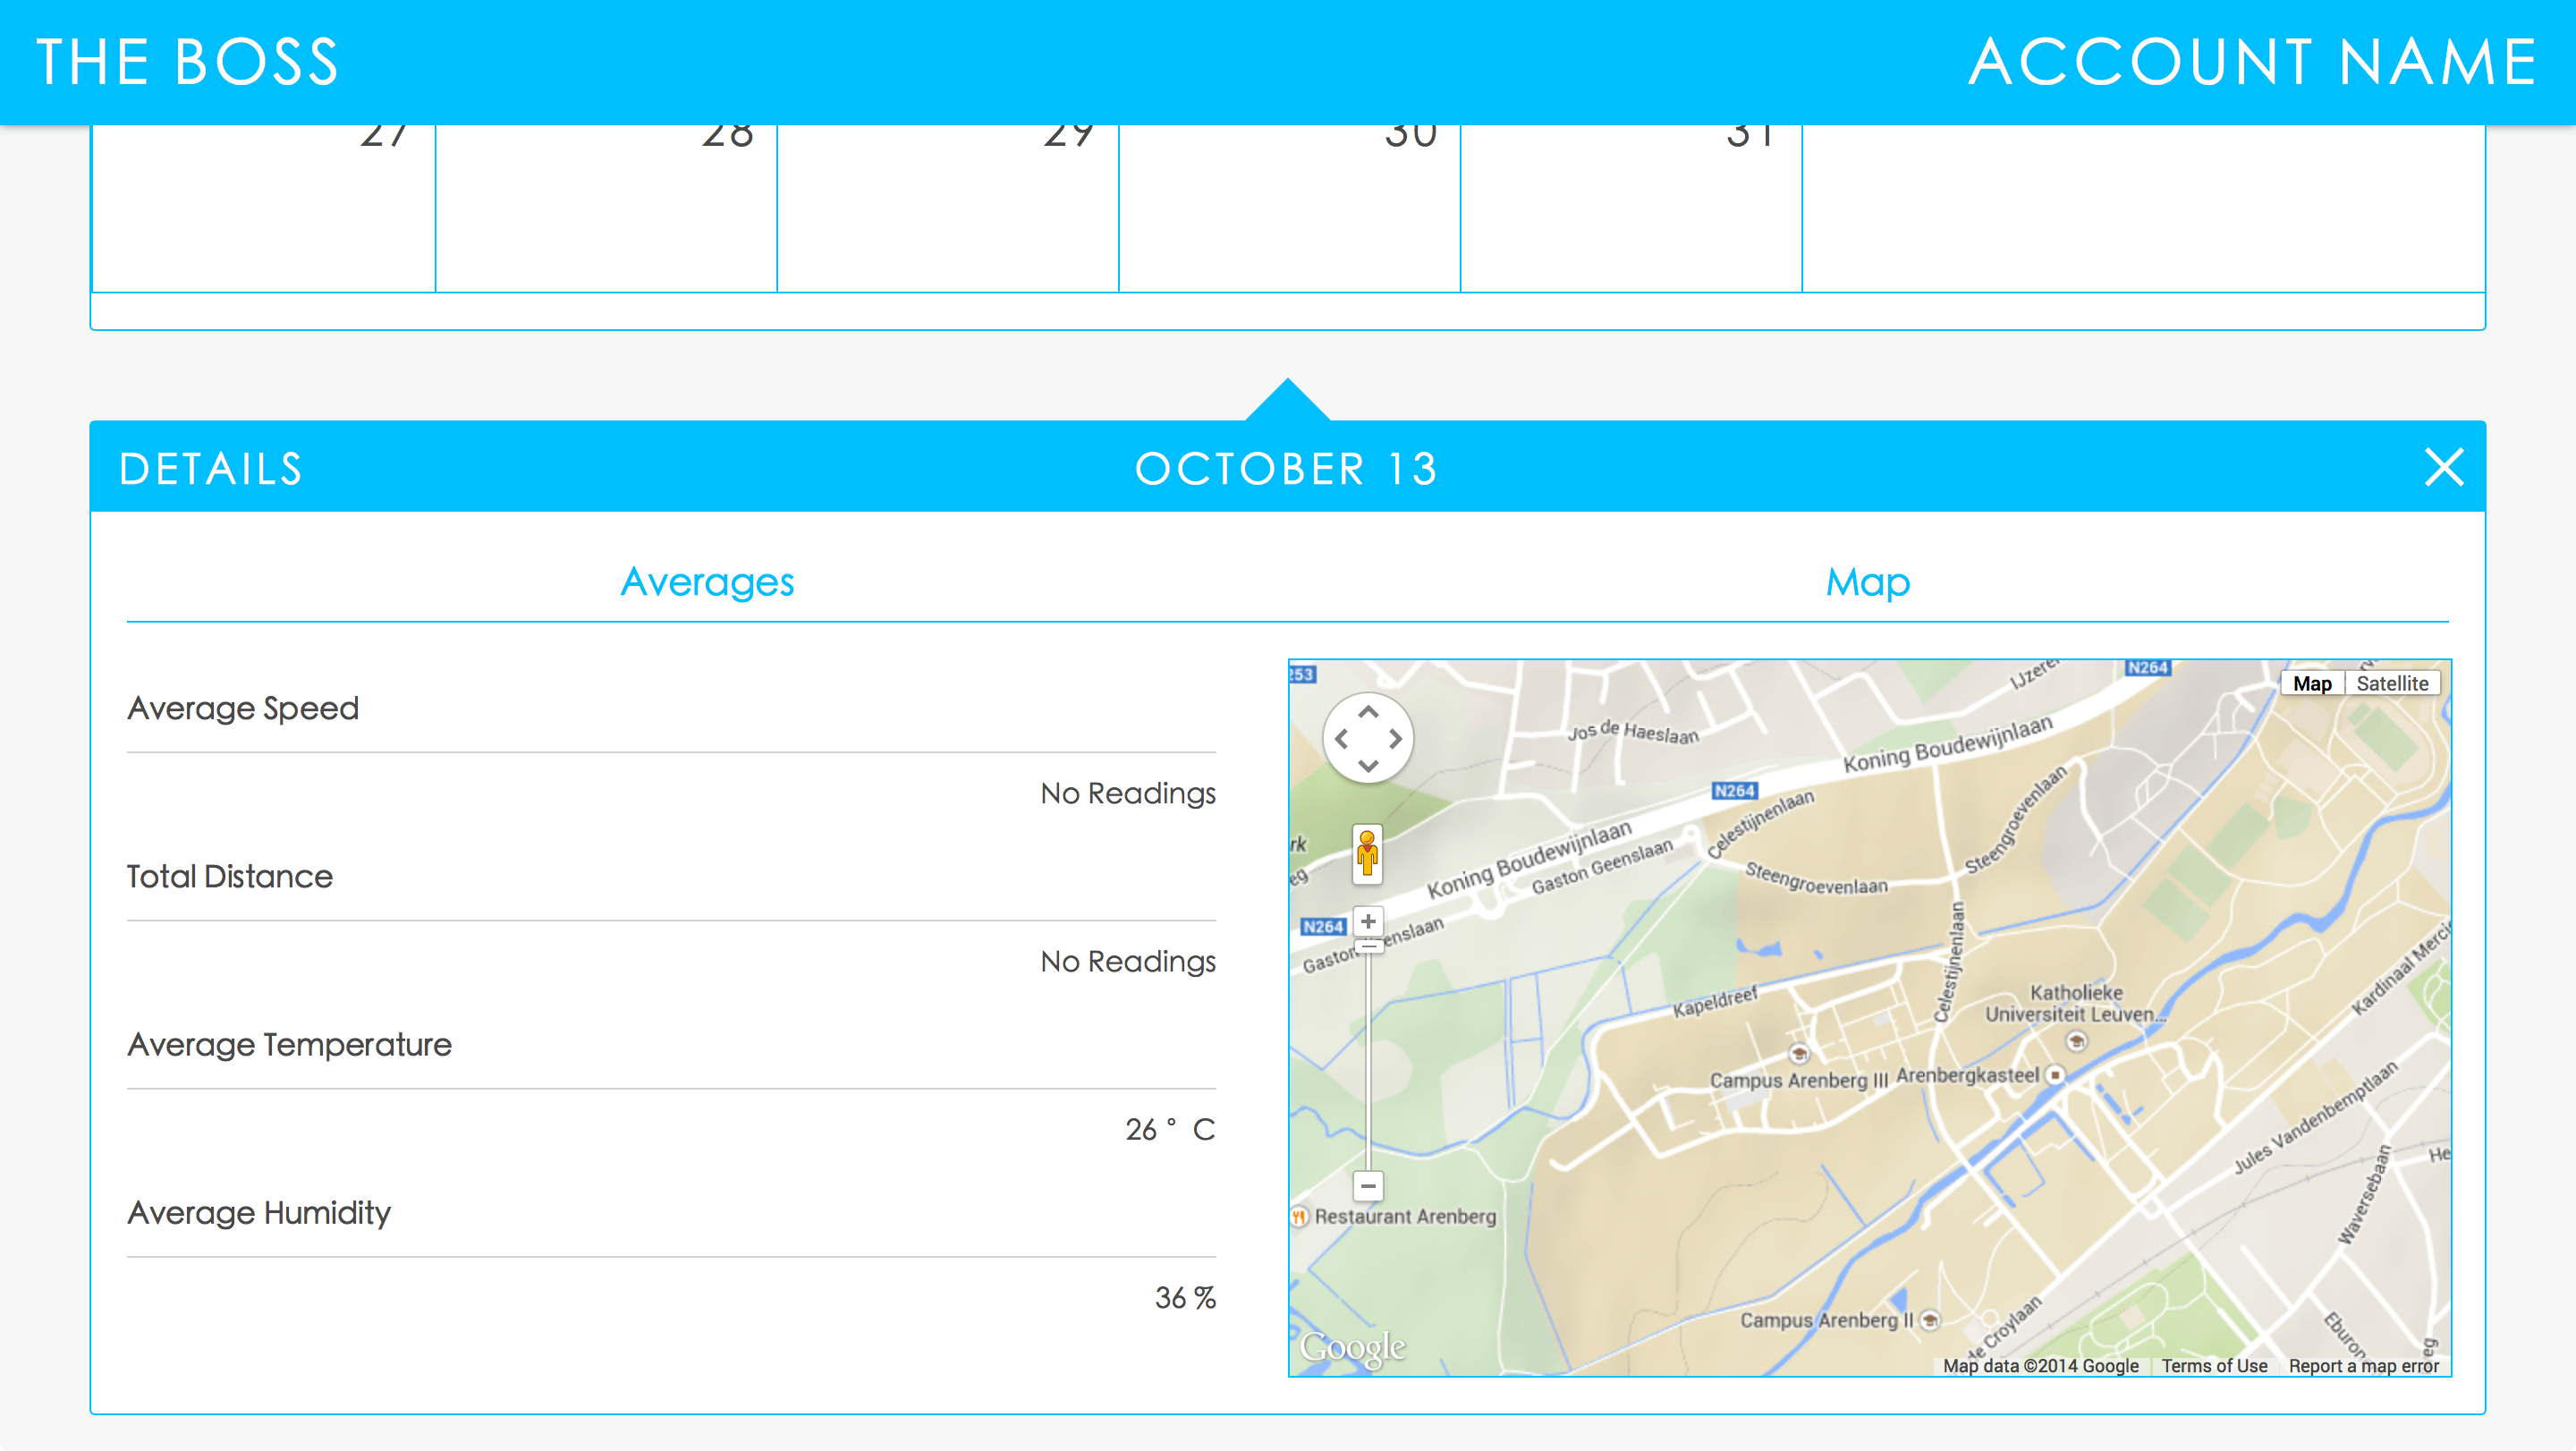 THE BOSS
ACCOUNT NAME
27 28 29 30 31
DETAILS
OCTOBER 13
Averages
Map
Average Speed
No Readings
Total Distance
No Readings
Average Temperature
26 ° C
Average Humidity
36 %
253
N264
IJzerer
Map
Satellite
Jos de Haeslaan
Koning Boudewijnlaan
N264
Celestijnenlaan
Steengroevenlaan
Koning Boudewijnlaan
Gaston Geenslaan
Steengroevenlaan
rk
eg
N264
+
Gaston
enslaan
Celestijnenlaan
Kardinaal Merci
Kapeldreef
Katholieke
Universiteit Leuven...
Campus Arenberg III
Arenbergkasteel
Jules Vandenbemptlaan
He
Waversebaan
Restaurant Arenberg
Campus Arenberg II
de Croylaan
Eburon
eg
Google
Map data ©2014 Google
Terms of Use
Report a map error